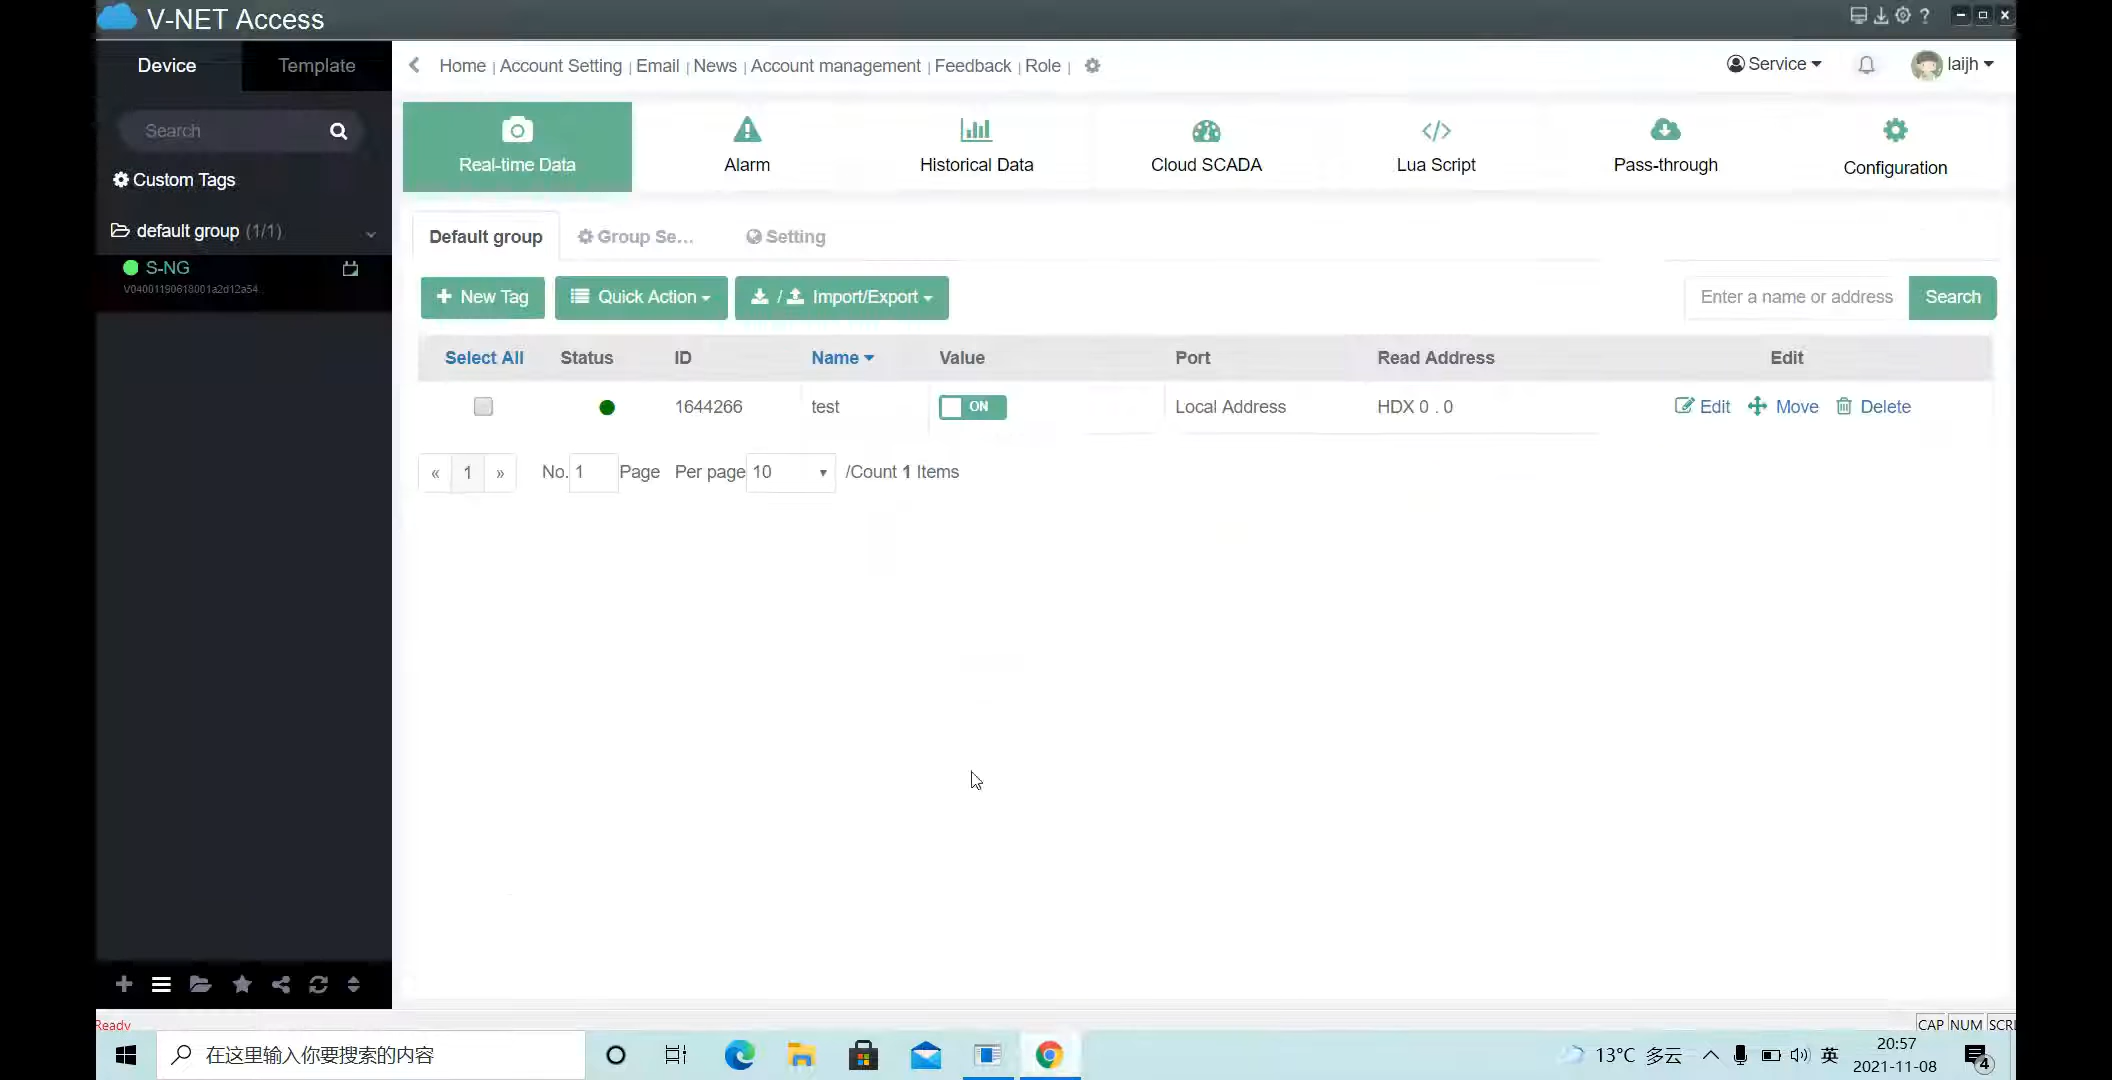 V-NET Access
Device Template
Home | Account Setting | Email | News | Account management | Feedback | Role |
Service laijh
Search
Custom Tags
default group (1/1)
S-NG
V04001190618001a2d12a54..
Real-time Data Alarm Historical Data Cloud SCADA Lua Script Pass-through Configuration
Default group Group Se... Setting
New Tag Quick Action / Import/Export Enter a name or address Search
Select All Status ID Name Value Port Read Address Edit
1644266 test ON Local Address HDX 0 . 0 Edit Move Delete
« 1 » No. 1 Page Per page 10 /Count 1 Items
Ready
CAP NUM SCRL
在这里输入你要搜索的内容
13°C 多云 英
20:57
2021-11-08
4